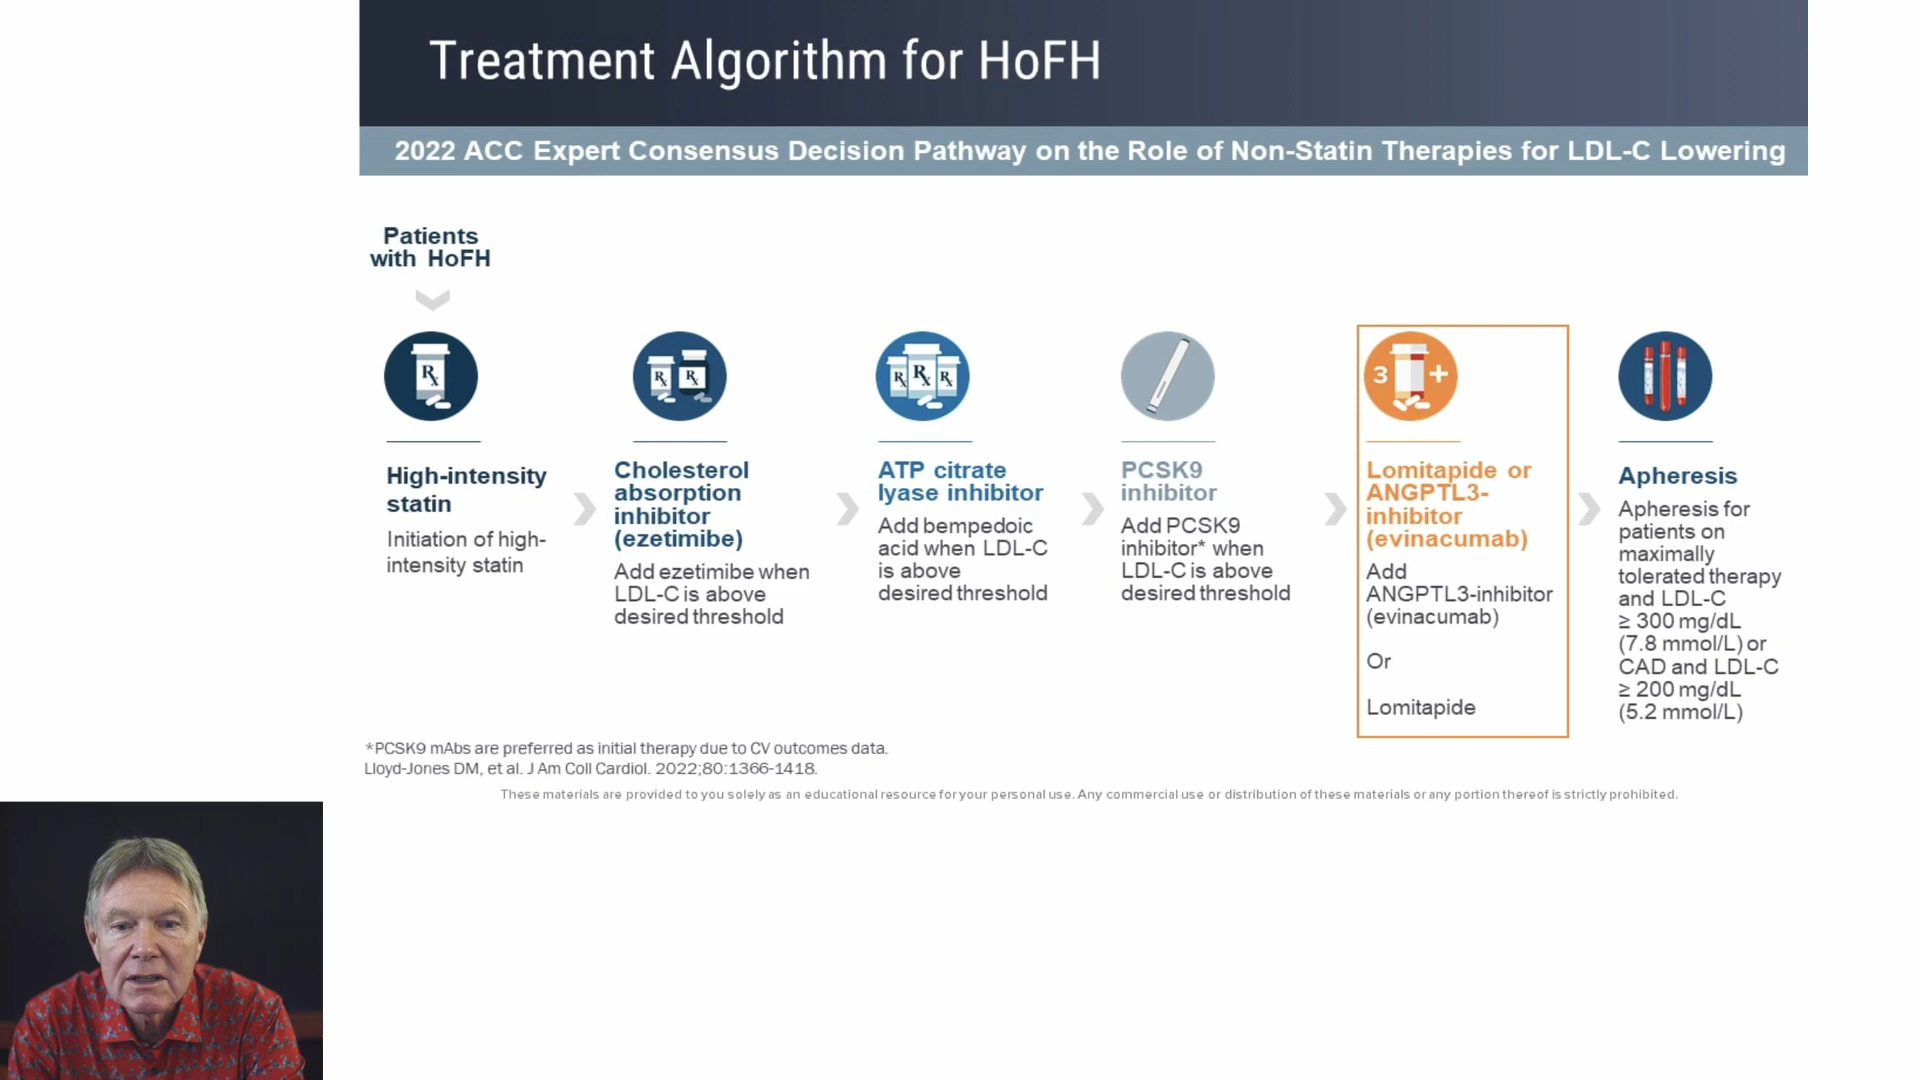 Treatment Algorithm for HoFH
2022 ACC Expert Consensus Decision Pathway on the Role of Non-Statin Therapies for LDL-C Lowering
Patients
with HoFH
Rx
High-intensity
statin
Initiation of high-
intensity statin
Rx Rx
Cholesterol
absorption
inhibitor
(ezetimibe)
Add ezetimibe when
LDL-C is above
desired threshold
Rx Rx Rx
ATP citrate
lyase inhibitor
Add bempedoic
acid when LDL-C
is above
desired threshold
PCSK9
inhibitor
Add PCSK9
inhibitor* when
LDL-C is above
desired threshold
3 +
Lomitapide or
ANGPTL3-
inhibitor
(evinacumab)
Add
ANGPTL3-inhibitor
(evinacumab)
Or
Lomitapide
Apheresis
Apheresis for
patients on
maximally
tolerated therapy
and LDL-C
≥ 300 mg/dL
(7.8 mmol/L) or
CAD and LDL-C
≥ 200 mg/dL
(5.2 mmol/L)
*PCSK9 mAbs are preferred as initial therapy due to CV outcomes data.
Lloyd-Jones DM, et al. J Am Coll Cardiol. 2022;80:1366-1418.
These materials are provided to you solely as an educational resource for your personal use. Any commercial use or distribution of these materials or any portion thereof is strictly prohibited.